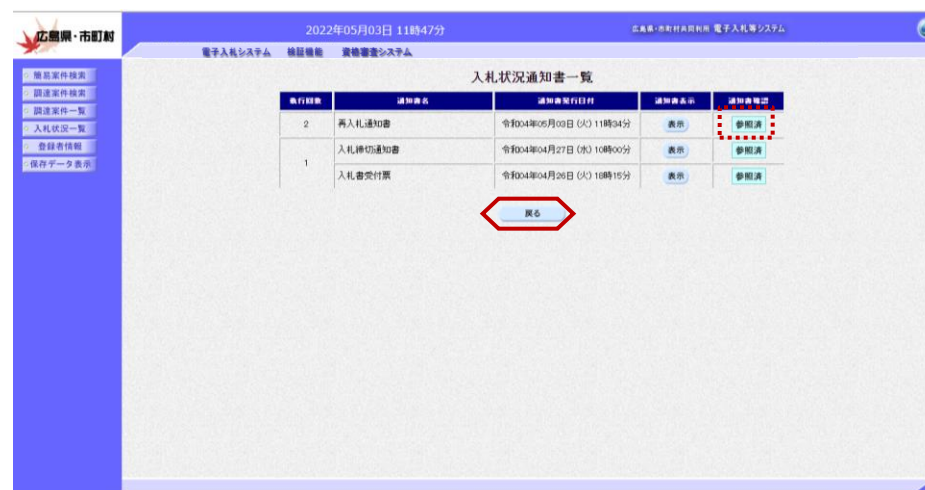 広島県・市町村
2022年05月03日 11時47分
広島県・市町村共同利用 電子入札等システム
電子入札システム 検証機能 資格審査システム
簡易案件検索
調達案件検索
調達案件一覧
入札状況一覧
登録者情報
保存データ表示
入札状況通知書一覧
執行回数 通知書名 通知書発行日付 通知書表示 通知書確認
2 再入札通知書 令和04年05月03日 (火) 11時34分 表示 参照済
1 入札締切通知書 令和04年04月27日 (水) 10時00分 表示 参照済
入札書受付票 令和04年04月26日 (火) 18時15分 表示 参照済
戻る